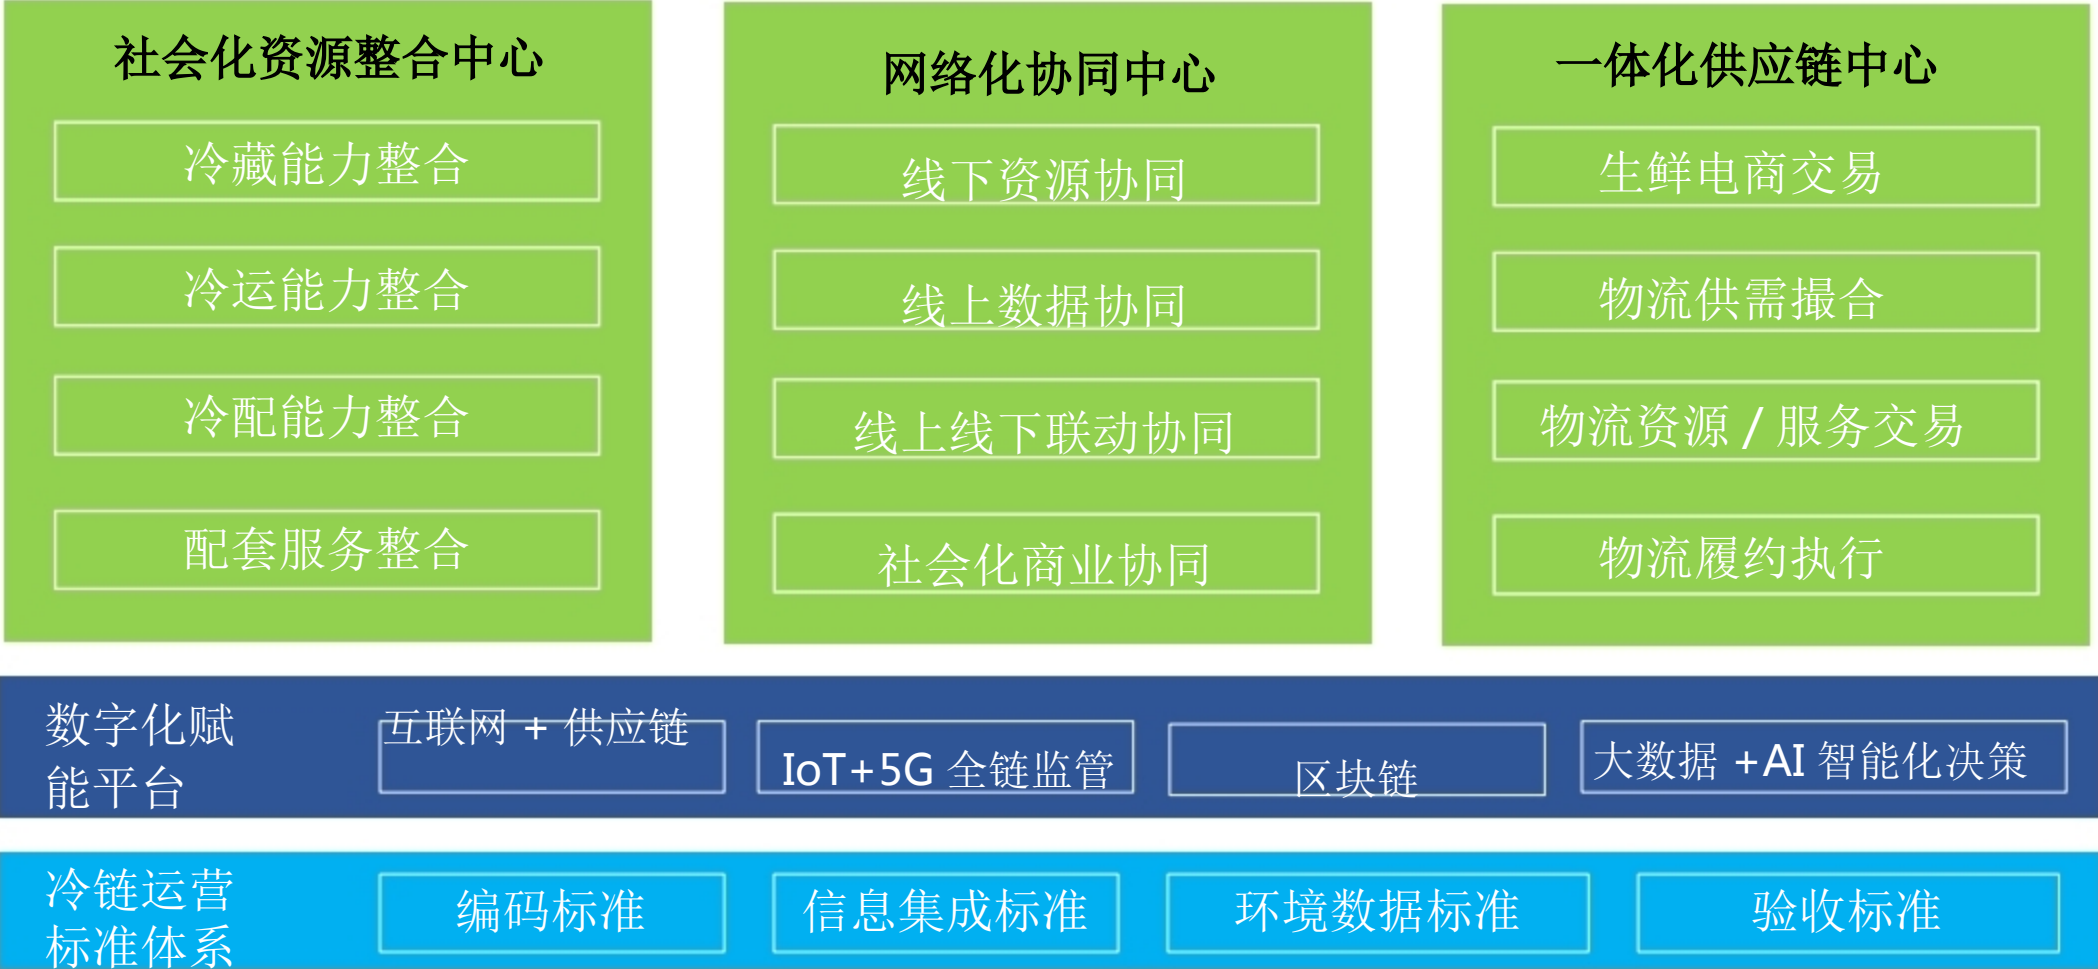 社会化资源整合中心
冷藏能力整合
冷运能力整合
冷配能力整合
配套服务整合
网络化协同中心
线下资源协同
线上数据协同
线上线下联动协同
社会化商业协同
一体化供应链中心
生鲜电商交易
物流供需撮合
物流资源 / 服务交易
物流履约执行
数字化赋
能平台
互联网 + 供应链
IoT+5G 全链监管
区块链
大数据 +AI 智能化决策
冷链运营
标准体系
编码标准
信息集成标准
环境数据标准
验收标准